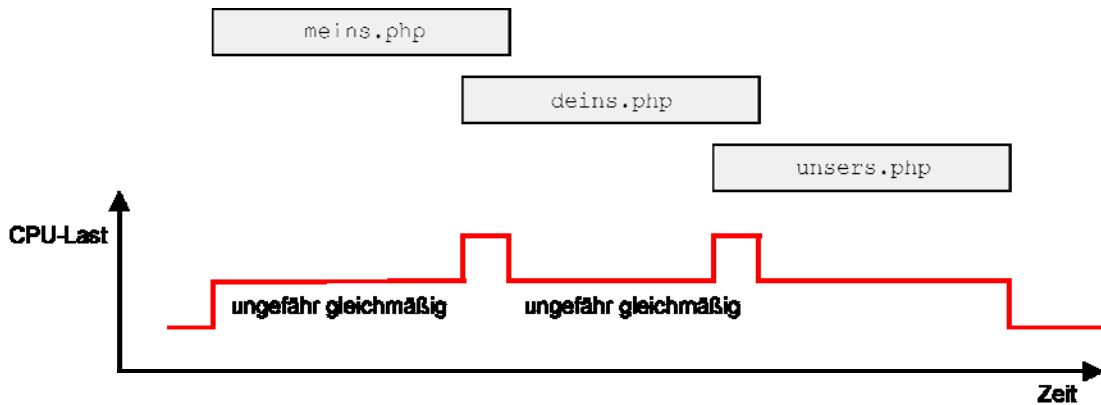 meins.php
deins.php
unsers.php
CPU-Last
ungefähr gleichmäßig
ungefähr gleichmäßig
Zeit